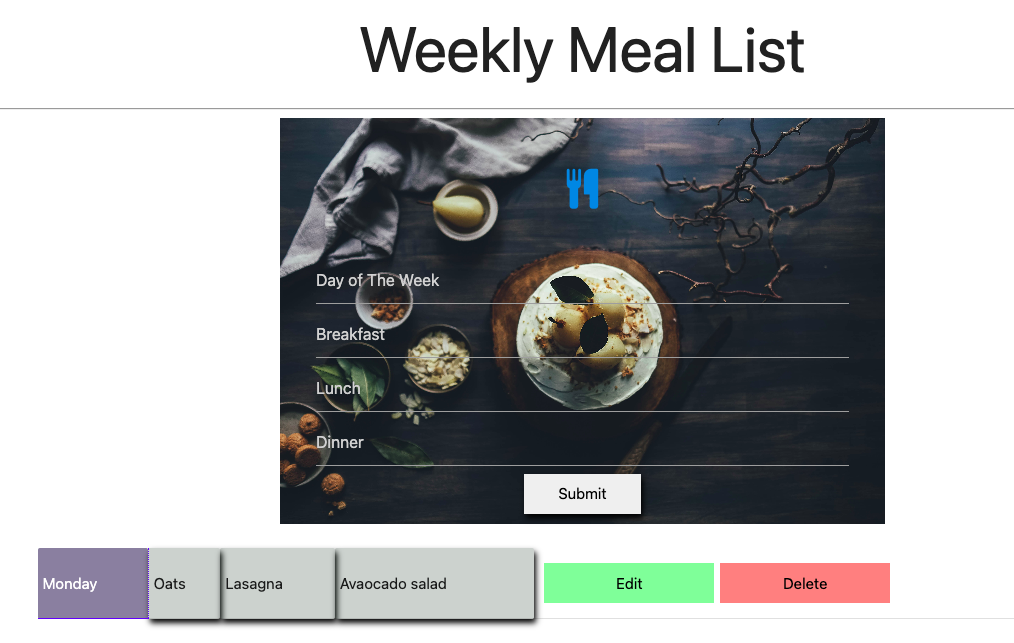 Weekly Meal List
Day of The Week
Breakfast
Lunch
Dinner
Submit
Monday Oats Lasagna Avaocado salad Edit Delete